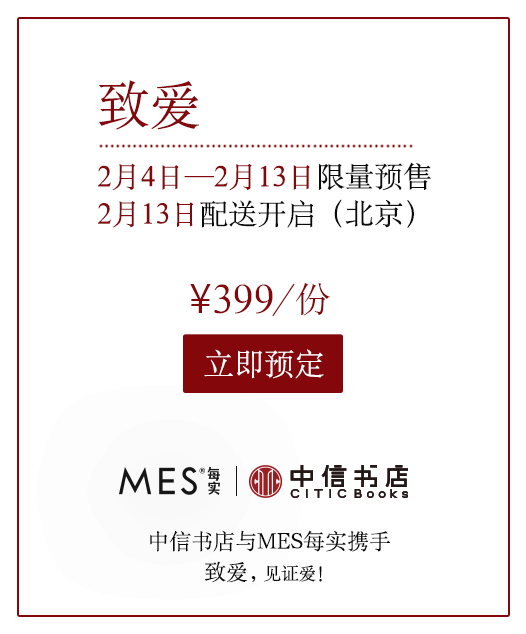 致爱
2月4日—2月13日限量预售
2月13日配送开启（北京）
¥399/份
立即预定
MES®每实 中信书店
CITIC CITIC Books
中信书店与MES每实携手
致爱，见证爱！